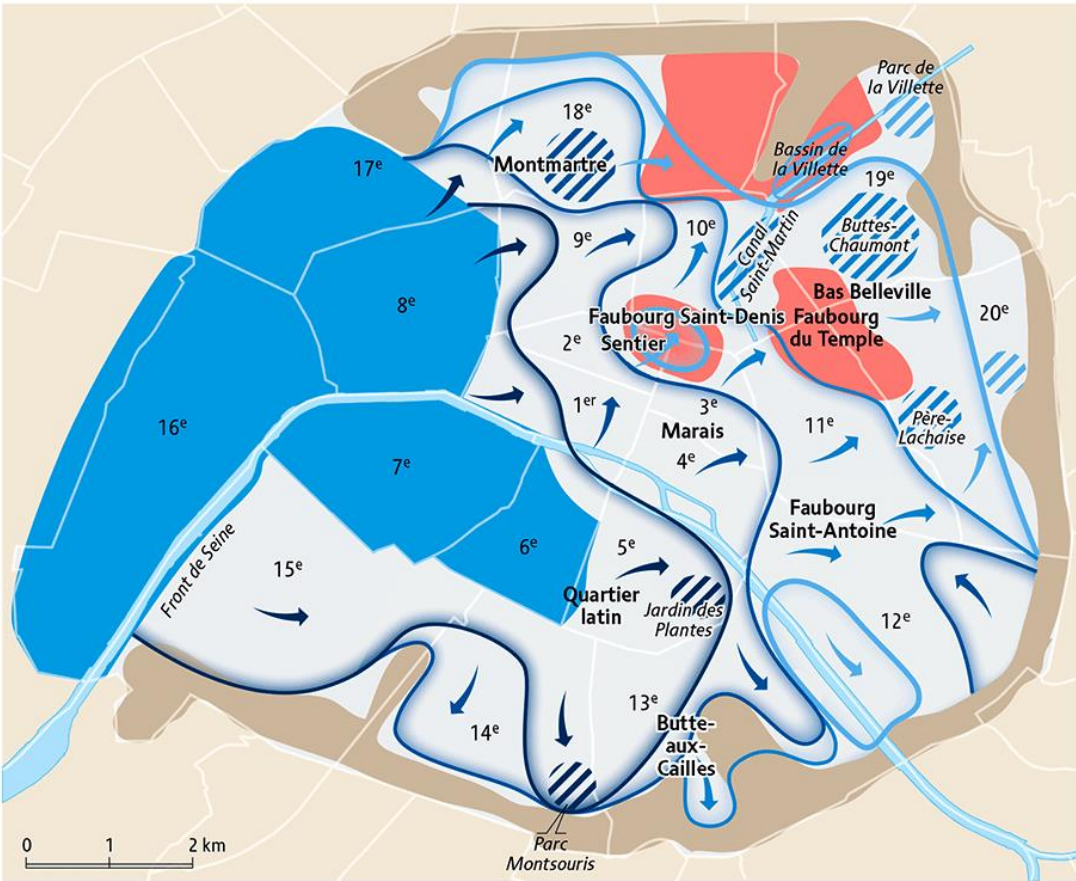 Parc de
la Villette
18e
17e
Montmartre
Bassin de
la Villette
19e
9e
10e
Canal
Saint-Martin
Buttes-
Chaumont
8e
Bas Belleville
20e
Faubourg Saint-Denis
Faubourg
du Temple
2e
Sentier
1er
3e
Marais
4e
11e
Père-
Lachaise
16e
7e
Faubourg
Saint-Antoine
6e
5e
Front de Seine
15e
Quartier
latin
Jardin des
Plantes
12e
13e
14e
Butte-
aux-
Cailles
Parc
Montsouris
0 1 2 km